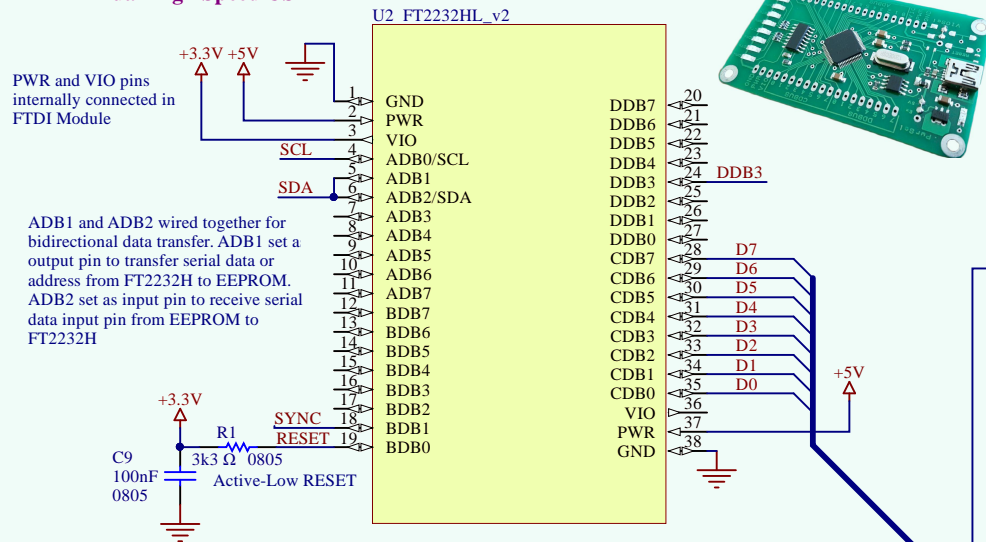 U2 FT2232HL_v2
+3.3V +5V
PWR and VIO pins
internally connected in
FTDI Module
SCL
SDA
ADB1 and ADB2 wired together for
bidirectional data transfer. ADB1 set as
output pin to transfer serial data or
address from FT2232H to EEPROM.
ADB2 set as input pin to receive serial
data input pin from EEPROM to
FT2232H
1 GND
2 PWR
3 VIO
4 ADB0/SCL
5 ADB1
6 ADB2/SDA
7 ADB3
8 ADB4
9 ADB5
10 ADB6
11 ADB7
12 BDB7
13 BDB6
14 BDB5
15 BDB4
16 BDB3
17 BDB2
SYNC 18 BDB1
RESET 19 BDB0
+3.3V
R1
3k3 Ω 0805
C9
100nF
0805
Active-Low RESET
DDB7 20
DDB6 21
DDB5 22
DDB4 23
DDB3 24 DDB3
DDB2 25
DDB1 26
DDB0 27
CDB7 28 D7
CDB6 29 D6
CDB5 30 D5
CDB4 31 D4
CDB3 32 D3
CDB2 33 D2
CDB1 34 D1
CDB0 35 D0
VIO 36
PWR 37
GND 38
+5V